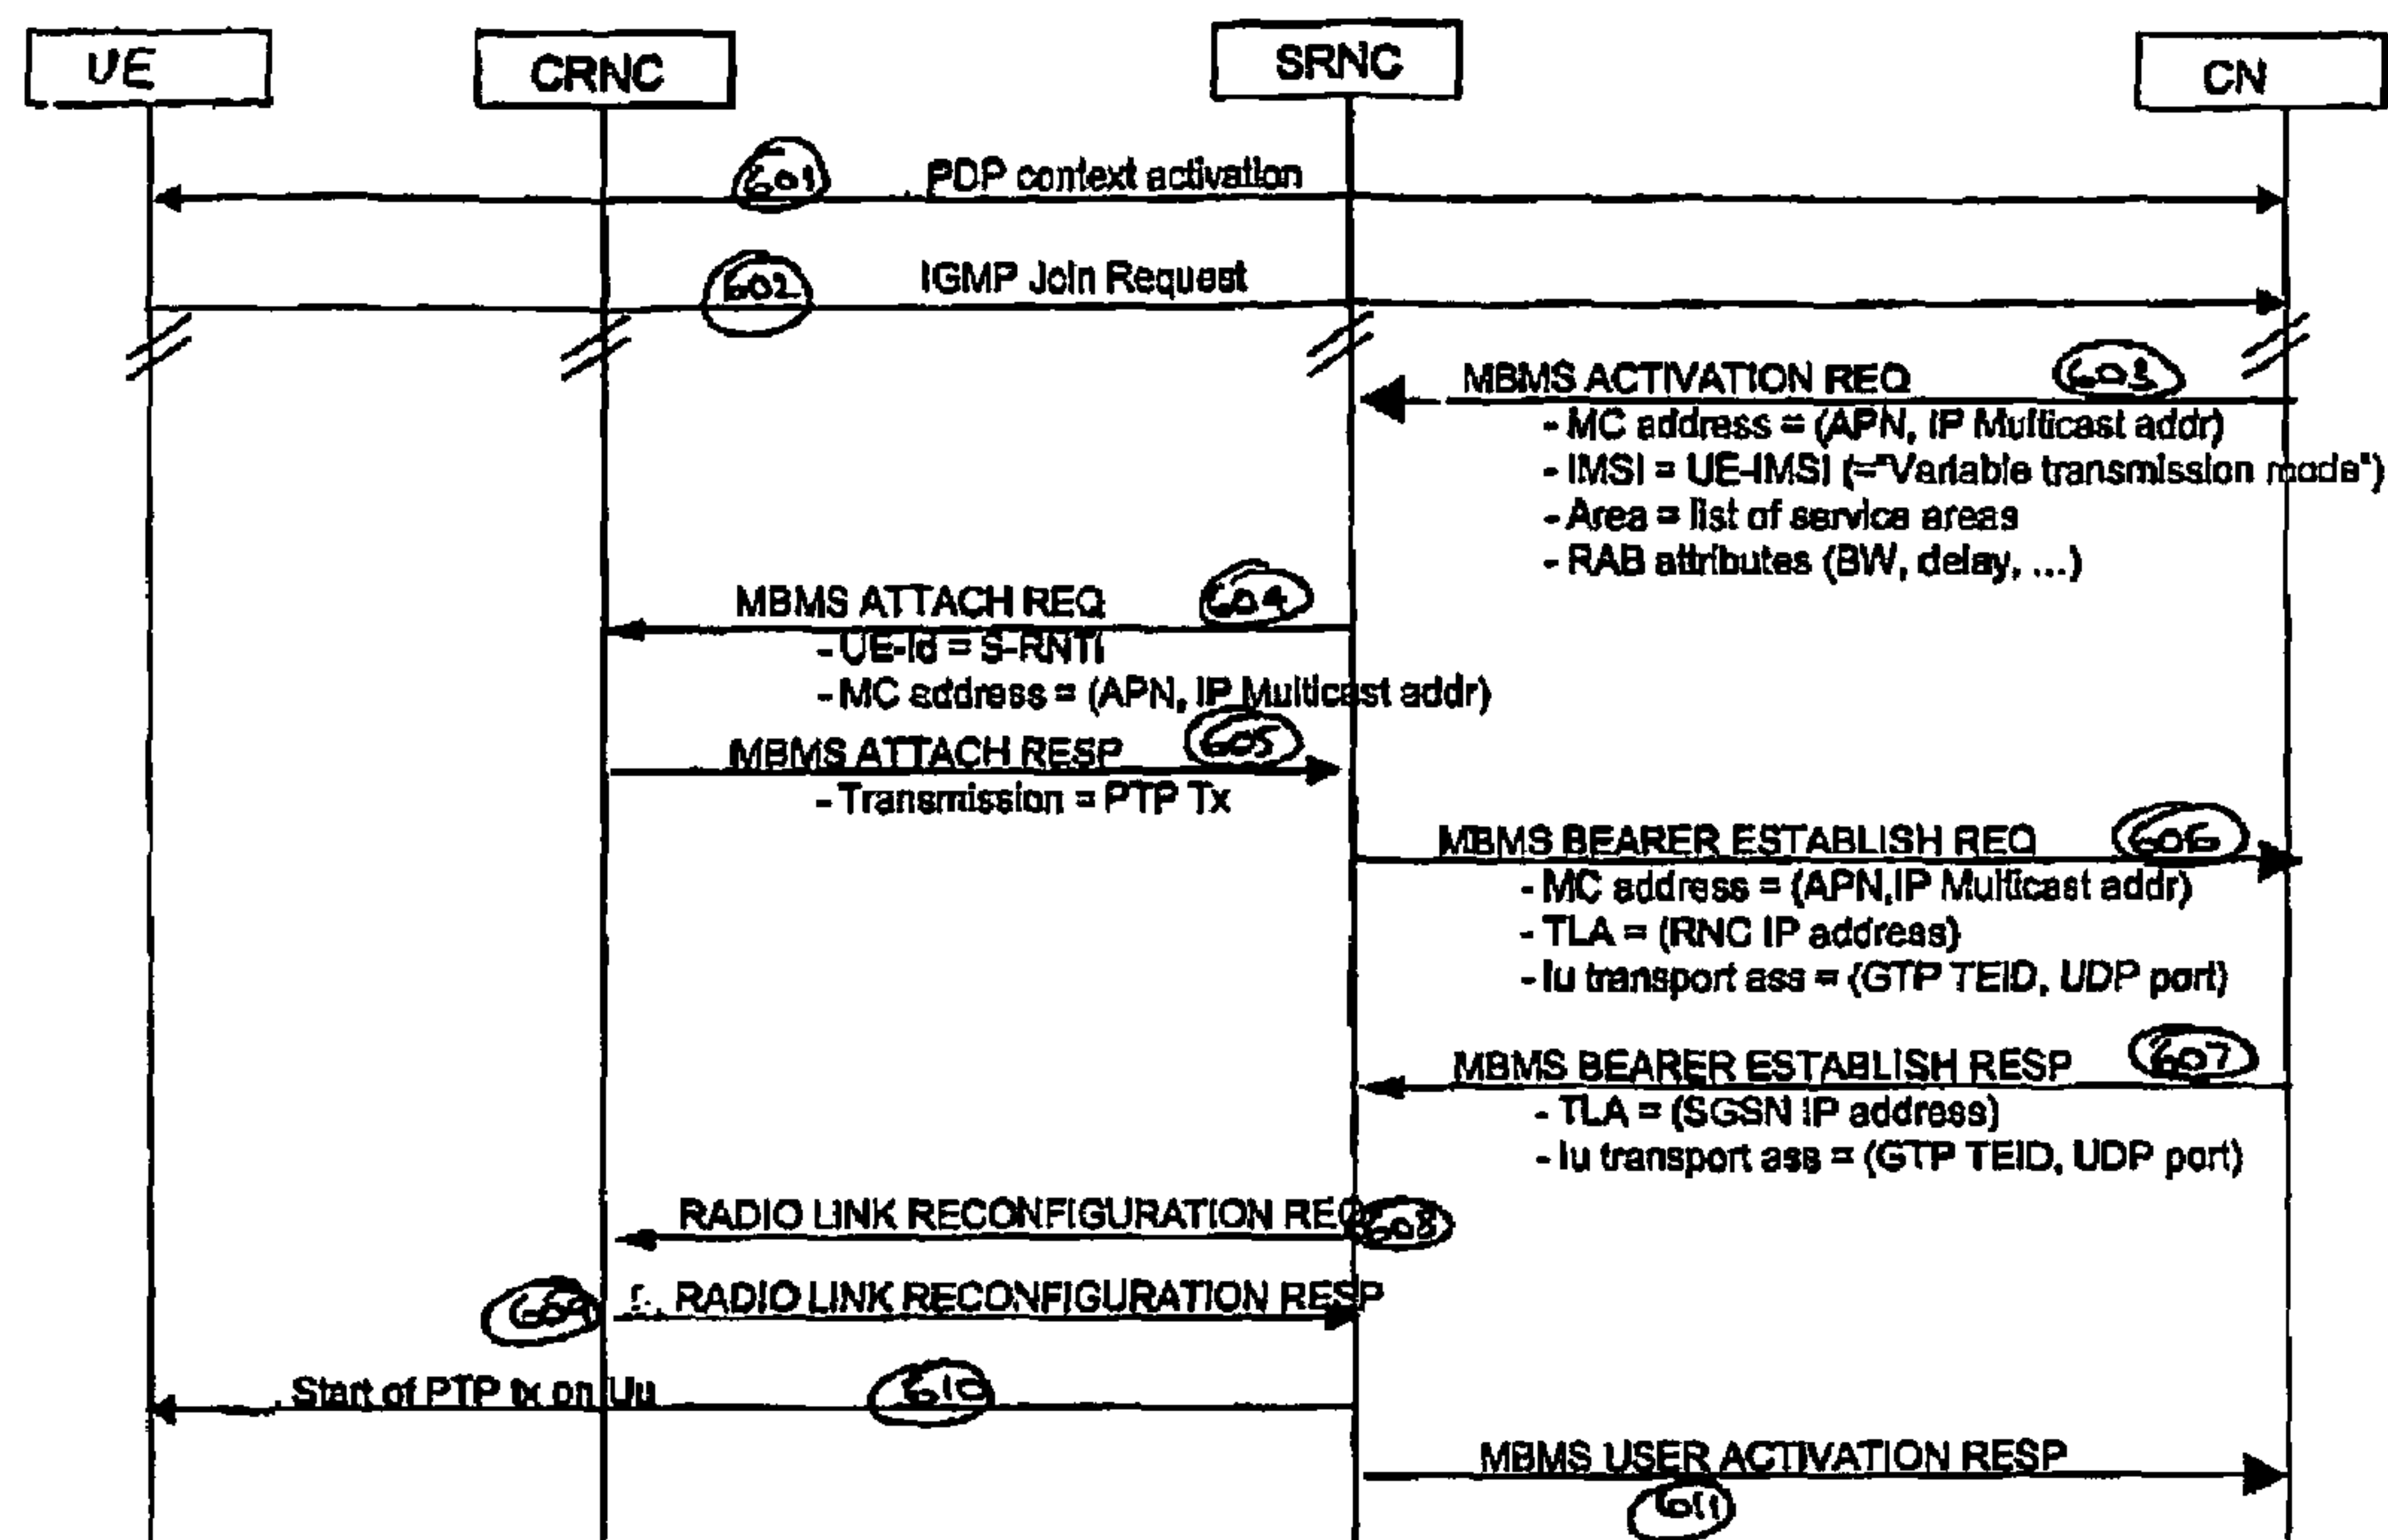 UE
CRNC
SRNC
CN
601
PDP context activation
602
IGMP Join Request
MBMS ACTIVATION REQ
603
- MC address = (APN, IP Multicast addr)
- IMSI = UE-IMSI (="Variable transmission mode")
- Area = list of service areas
- RAB attributes (BW, delay, ...)
MBMS ATTACH REQ
604
- UE-Id = S-RNTI
- MC address = (APN, IP Multicast addr)
MBMS ATTACH RESP
605
- Transmission = PTP Tx
MBMS BEARER ESTABLISH REQ
606
- MC address = (APN,IP Multicast addr)
- TLA = (RNC IP address)
- Iu transport ass = (GTP TEID, UDP port)
MBMS BEARER ESTABLISH RESP
607
- TLA = (SGSN IP address)
- Iu transport ass = (GTP TEID, UDP port)
RADIO LINK RECONFIGURATION REQ
608
609
RADIO LINK RECONFIGURATION RESP
Start of PTP tx on Uu
610
MBMS USER ACTIVATION RESP
611